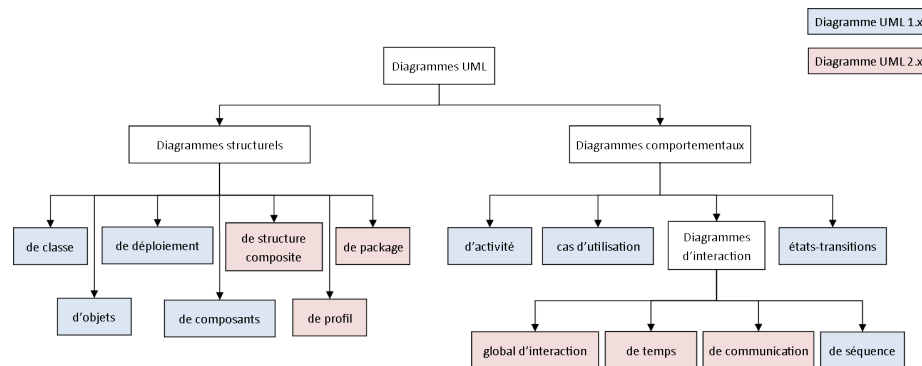 Diagramme UML 1.x
Diagramme UML 2.x
Diagrammes UML
Diagrammes structurels
Diagrammes comportementaux
de classe
de déploiement
de structure
composite
de package
d’activité
cas d’utilisation
Diagrammes
d’interaction
états-transitions
d’objets
de composants
de profil
global d’interaction
de temps
de communication
de séquence